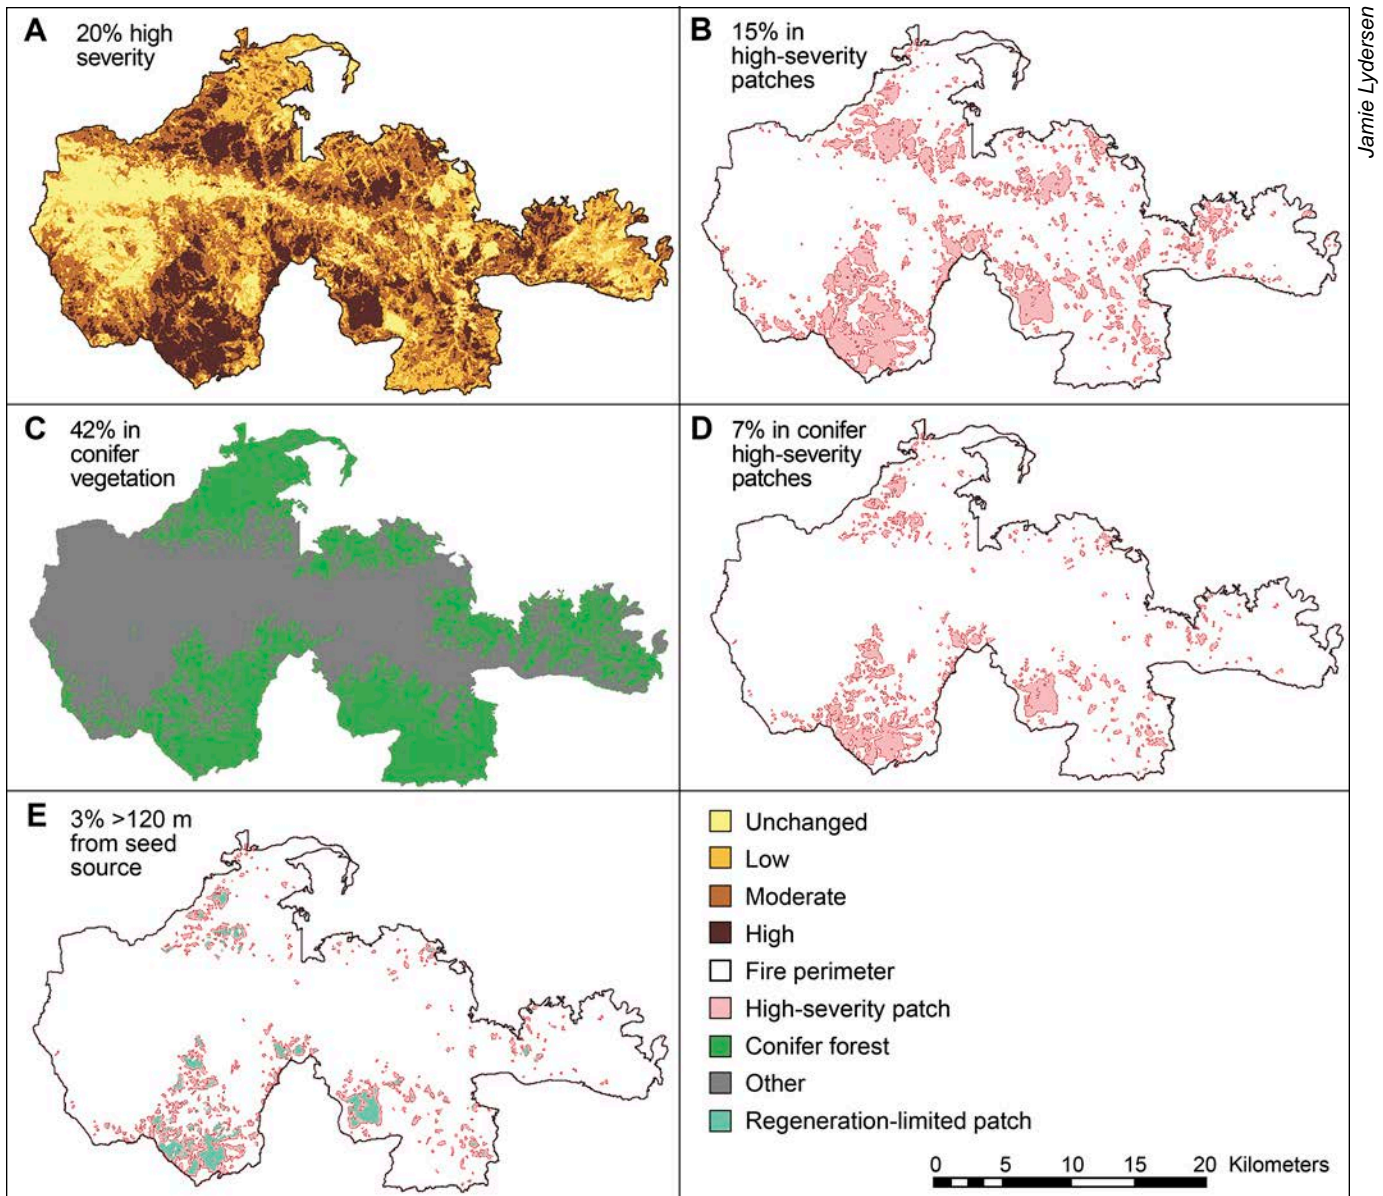 A
20% high
severity
B
15% in
high-severity
patches
Jamie Lydersen
C
42% in
conifer
vegetation
D
7% in conifer
high-severity
patches
E
3% >120 m
from seed
source
Unchanged
Low
Moderate
High
Fire perimeter
High-severity patch
Conifer forest
Other
Regeneration-limited patch
0 5 10 15 20 Kilometers